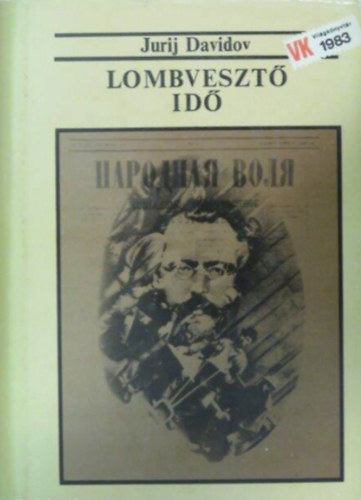 Jurij Davidov
VK Világkönyvtár 1983
LOMBVESZTŐ
IDŐ
НАРОДНАЯ ВОЛЯ